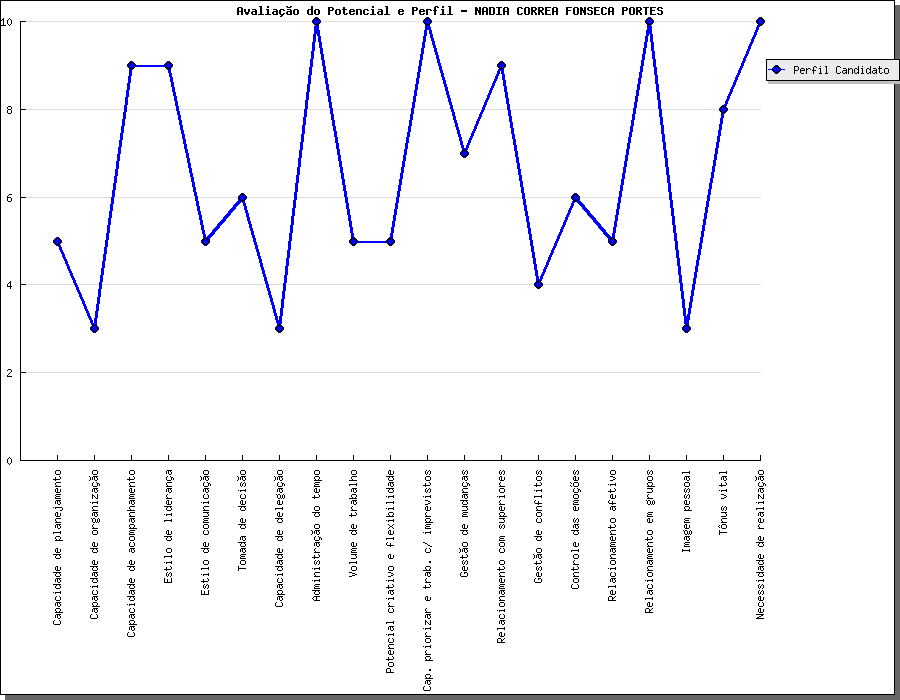 Avaliação do Potencial e Perfil - NADIA CORREA FONSECA PORTES
10
8
6
4
2
0
Perfil Candidato
Capacidade de planejamento
Capacidade de organização
Capacidade de acompanhamento
Estilo de liderança
Estilo de comunicação
Tomada de decisão
Capacidade de delegação
Administração do tempo
Volume de trabalho
Potencial criativo e flexibilidade
Cap. priorizar e trab. c/ imprevistos
Gestão de mudanças
Relacionamento com superiores
Gestão de conflitos
Controle das emoções
Relacionamento afetivo
Relacionamento em grupos
Imagem pessoal
Tônus vital
Necessidade de realização